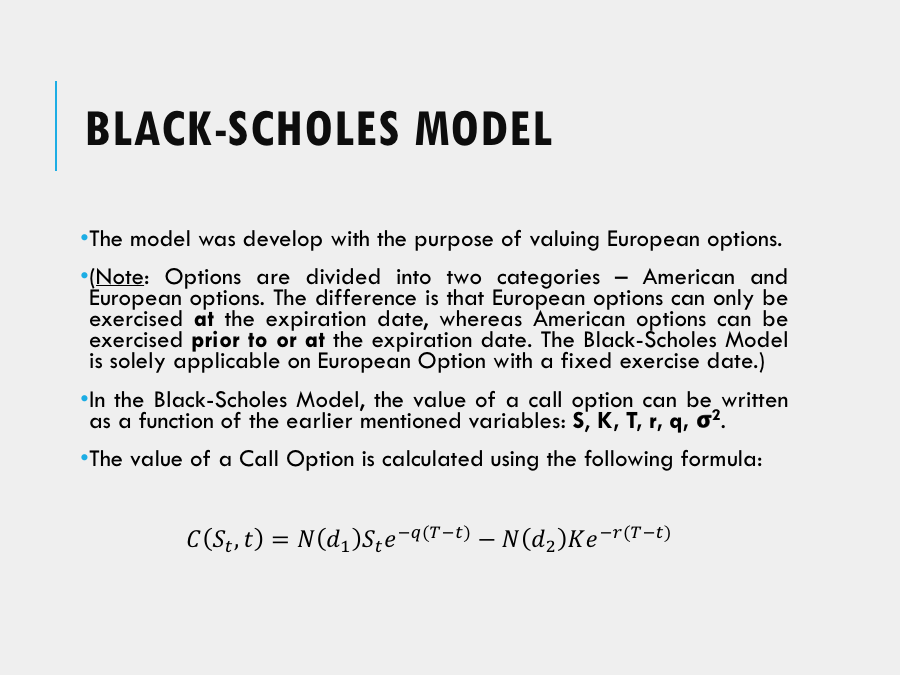 BLACK-SCHOLES MODEL
•The model was develop with the purpose of valuing European options.
•(Note: Options are divided into two categories – American and
European options. The difference is that European options can only be
exercised at the expiration date, whereas American options can be
exercised prior to or at the expiration date. The Black-Scholes Model
is solely applicable on European Option with a fixed exercise date.)
•In the Black-Scholes Model, the value of a call option can be written
as a function of the earlier mentioned variables: S, K, T, r, q, σ².
•The value of a Call Option is calculated using the following formula:
C(S_t, t) = N(d_1)S_t e^{−q(T−t)} − N(d_2)Ke^{−r(T−t)}